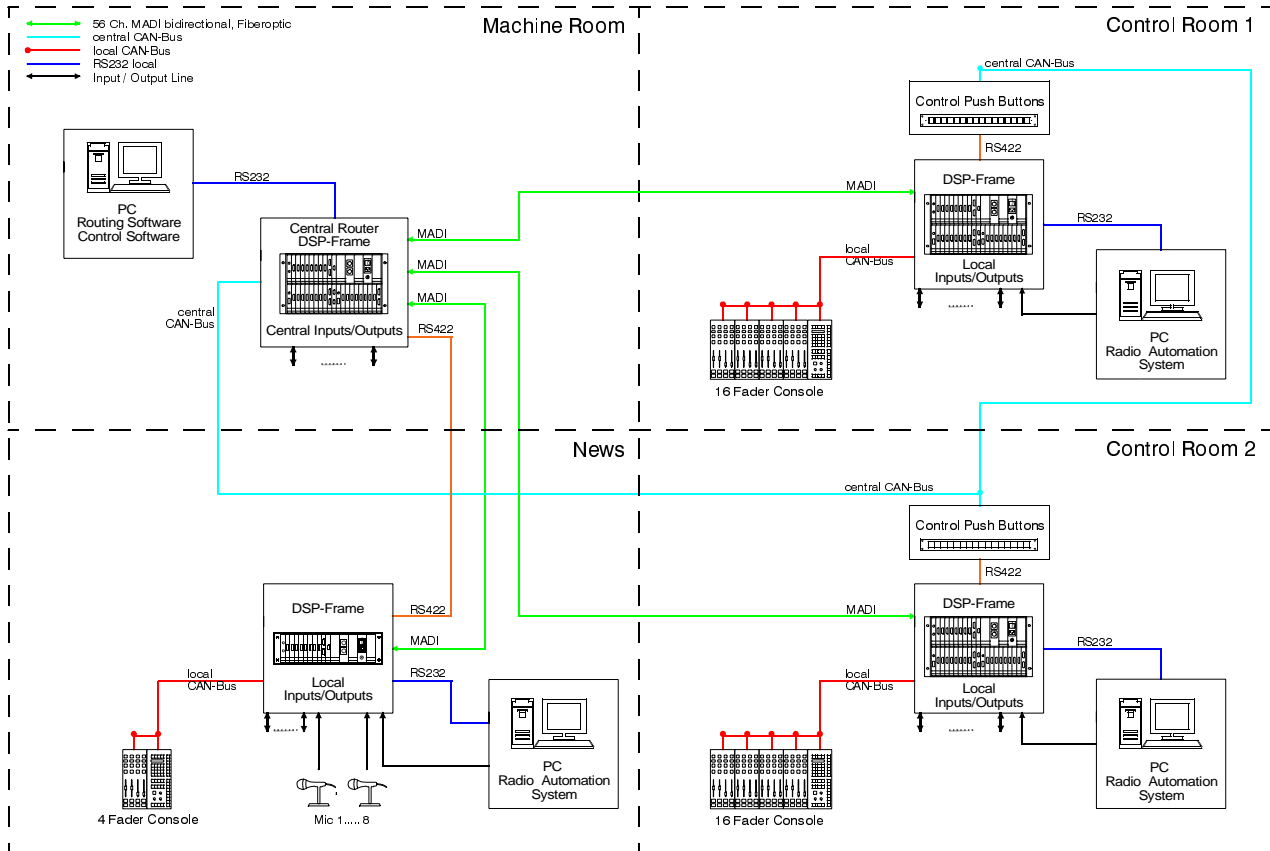 56 Ch. MADI bidirectional, Fiberoptic
central CAN-Bus
local CAN-Bus
RS232 local
Input / Output Line
Machine Room
PC
Routing Software
Control Software
RS232
Central Router
DSP-Frame
Central Inputs/Outputs
.......
MADI
MADI
MADI
RS422
central
CAN-Bus
Control Room 1
central CAN-Bus
Control Push Buttons
RS422
DSP-Frame
Local
Inputs/Outputs
.......
MADI
RS232
local
CAN-Bus
16 Fader Console
PC
Radio Automation
System
News
DSP-Frame
Local
Inputs/Outputs
.......
RS422
MADI
RS232
local
CAN-Bus
4 Fader Console
Mic 1..... 8
PC
Radio Automation
System
Control Room 2
central CAN-Bus
Control Push Buttons
RS422
DSP-Frame
Local
Inputs/Outputs
.......
MADI
RS232
local
CAN-Bus
16 Fader Console
PC
Radio Automation
System